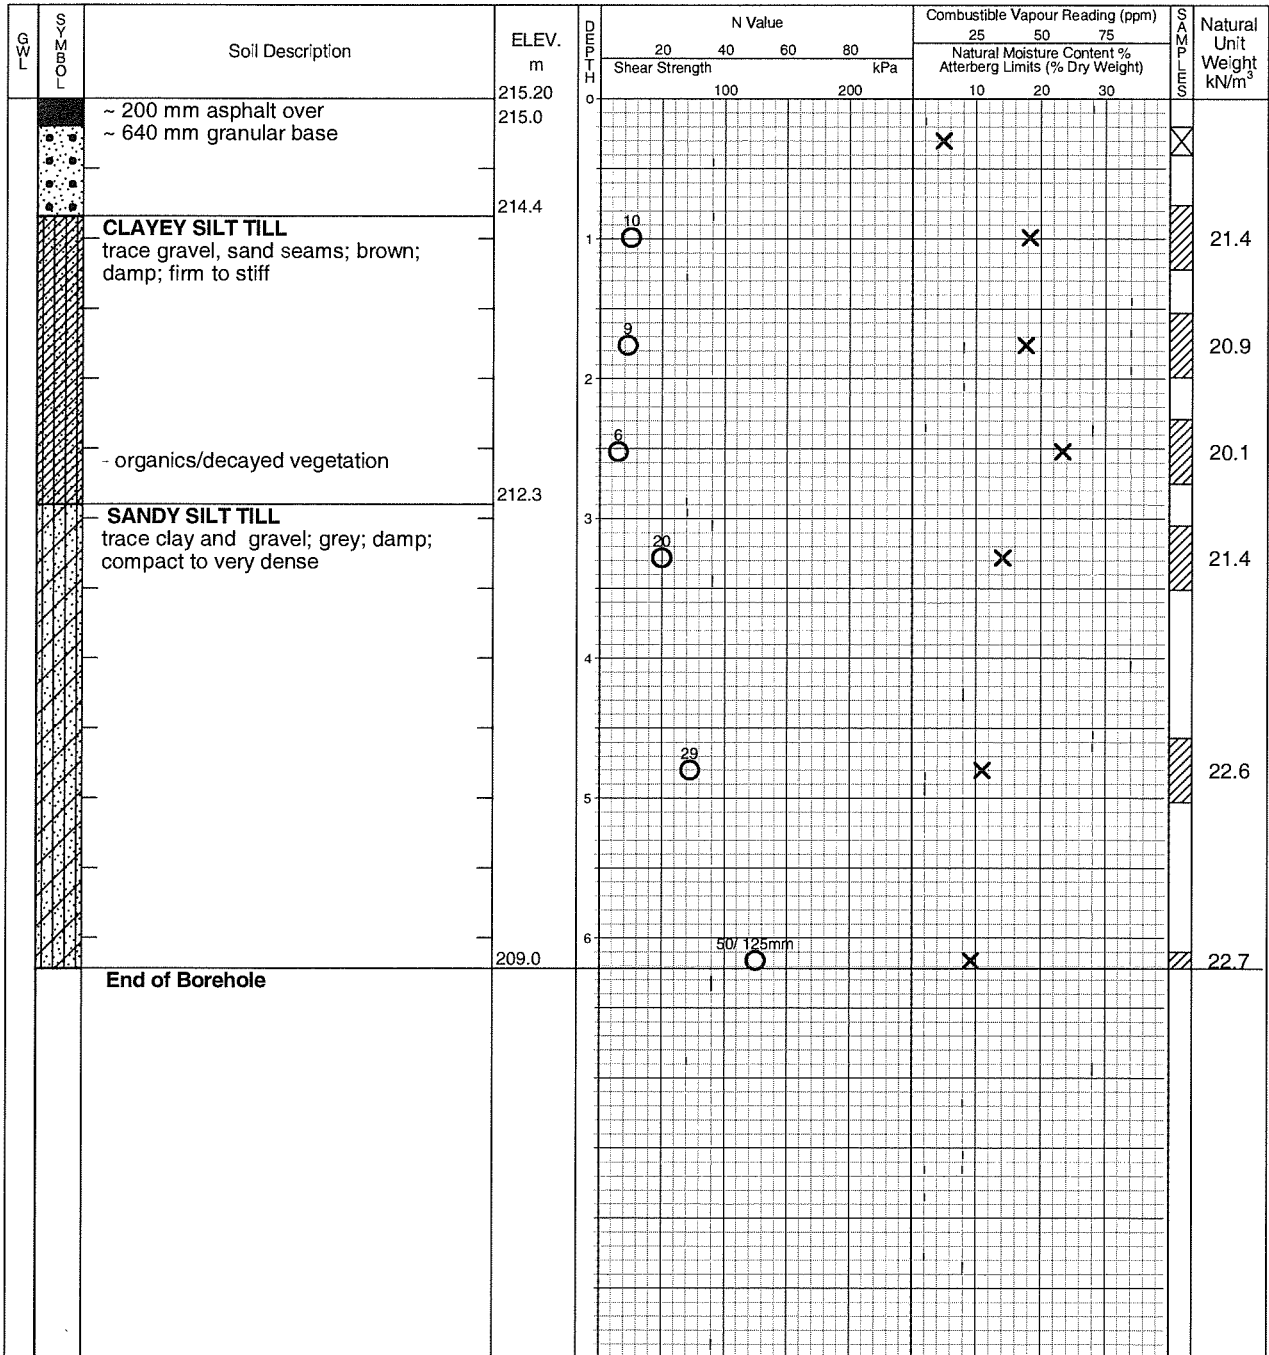 GWL
SYMBOL
Soil Description
ELEV.
m
215.20
DEPTH
N Value
20 40 60 80
Shear Strength kPa
100 200
Combustible Vapour Reading (ppm)
25 50 75
Natural Moisture Content %
Atterberg Limits (% Dry Weight)
10 20 30
SAMPLES
Natural
Unit
Weight
kN/m³
0
~ 200 mm asphalt over
215.0
~ 640 mm granular base
214.4
CLAYEY SILT TILL
trace gravel, sand seams; brown;
damp; firm to stiff
10
1
21.4
9
20.9
2
6
20.1
- organics/decayed vegetation
212.3
SANDY SILT TILL
trace clay and gravel; grey; damp;
compact to very dense
3
20
21.4
4
29
22.6
5
6
50/ 125mm
209.0
22.7
End of Borehole